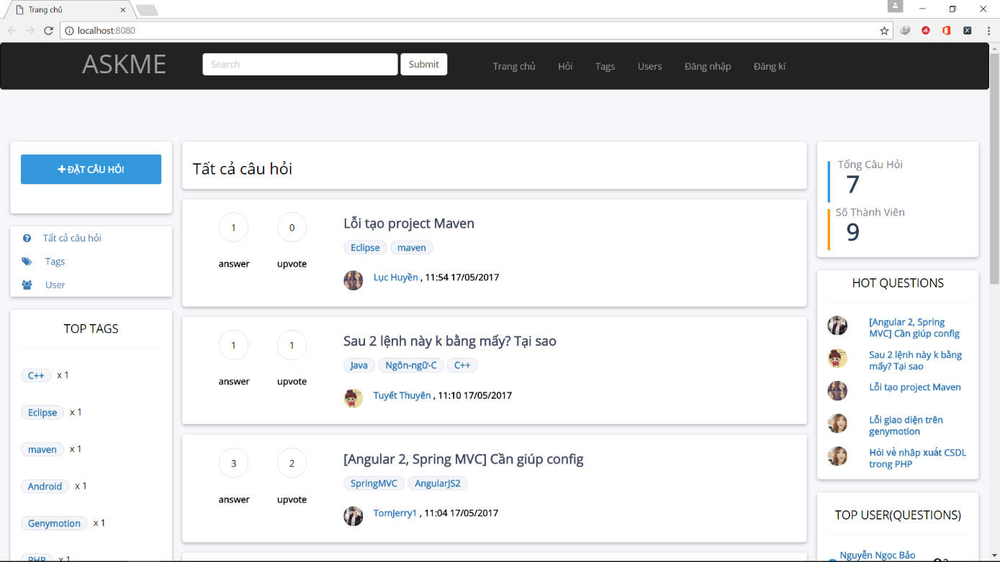 Trang chủ
localhost:8080
ASKME
Search
Submit
Trang chủ
Hỏi
Tags
Users
Đăng nhập
Đăng kí
ĐẶT CÂU HỎI
Tất cả câu hỏi
Tags
User
TOP TAGS
C++ x 1
Eclipse x 1
maven x 1
Android x 1
Genymotion x 1
PHP x 1
Tất cả câu hỏi
1
0
answer
upvote
Lỗi tạo project Maven
Eclipse maven
Lục Huyền , 11:54 17/05/2017
1
1
answer
upvote
Sau 2 lệnh này k bằng mấy? Tại sao
Java Ngôn-ngữ-C C++
Tuyết Thuyên , 11:10 17/05/2017
3
2
answer
upvote
[Angular 2, Spring MVC] Cần giúp config
SpringMVC AngularJS2
TomJerry1 , 11:04 17/05/2017
Tổng Câu Hỏi
7
Số Thành Viên
9
HOT QUESTIONS
[Angular 2, Spring
MVC] Cần giúp config
Sau 2 lệnh này k bằng
mấy? Tại sao
Lỗi tạo project Maven
Lỗi giao diện trên
genymotion
Hỏi về nhập xuất CSDL
trong PHP
TOP USER(QUESTIONS)
Nguyễn Ngọc Bảo